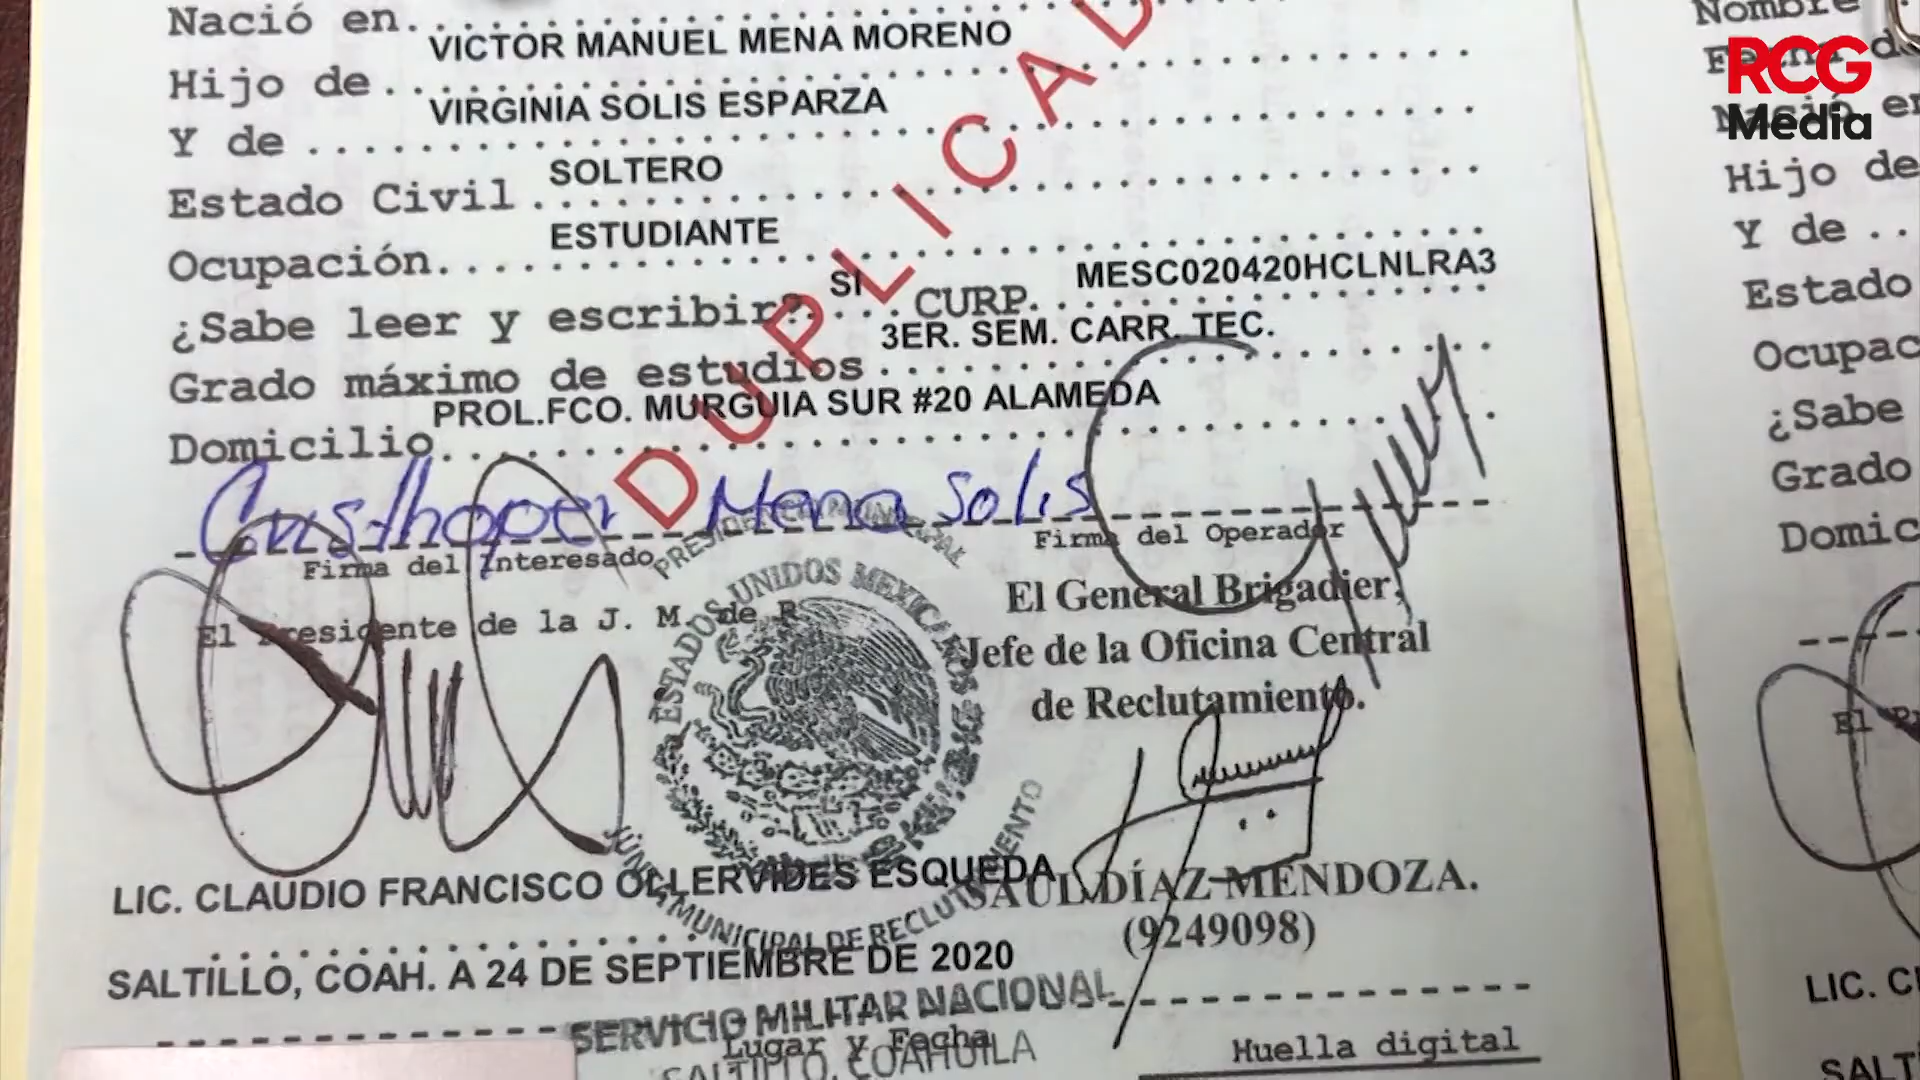 Nació en
VICTOR MANUEL MENA MORENO
Hijo de
VIRGINIA SOLIS ESPARZA
Y de
SOLTERO
Estado Civil
ESTUDIANTE
Ocupación
SI MESC020420HCLNLRA3
¿Sabe leer y escribir? CURP.
3ER. SEM. CARR. TEC.
Grado máximo de estudios
PROL.FCO. MURGUIA SUR #20 ALAMEDA
Domicilio
DUPLICAD
Cristhoper Mena Solis
Firma del Interesado
Firma del Operador
El Presidente de la J. M. de R
El General Brigadier,
Jefe de la Oficina Central
de Reclutamiento.
ESTADOS UNIDOS MEXICANOS
JUNTA MUNICIPAL DE RECLUTAMIENTO
LIC. CLAUDIO FRANCISCO OLLERVIDES ESQUEDA
SAUL DÍAZ MENDOZA.
(9249098)
SALTILLO, COAH. A 24 DE SEPTIEMBRE DE 2020
SERVICIO MILITAR NACIONAL
Lugar y Fecha
SALTILLO, COAHUILA
Huella digital
RCG
Media
Nombre
Hijo de
Y de
Estado
Ocupac
¿Sabe
Grado
Domic
El
LIC. C
SALT